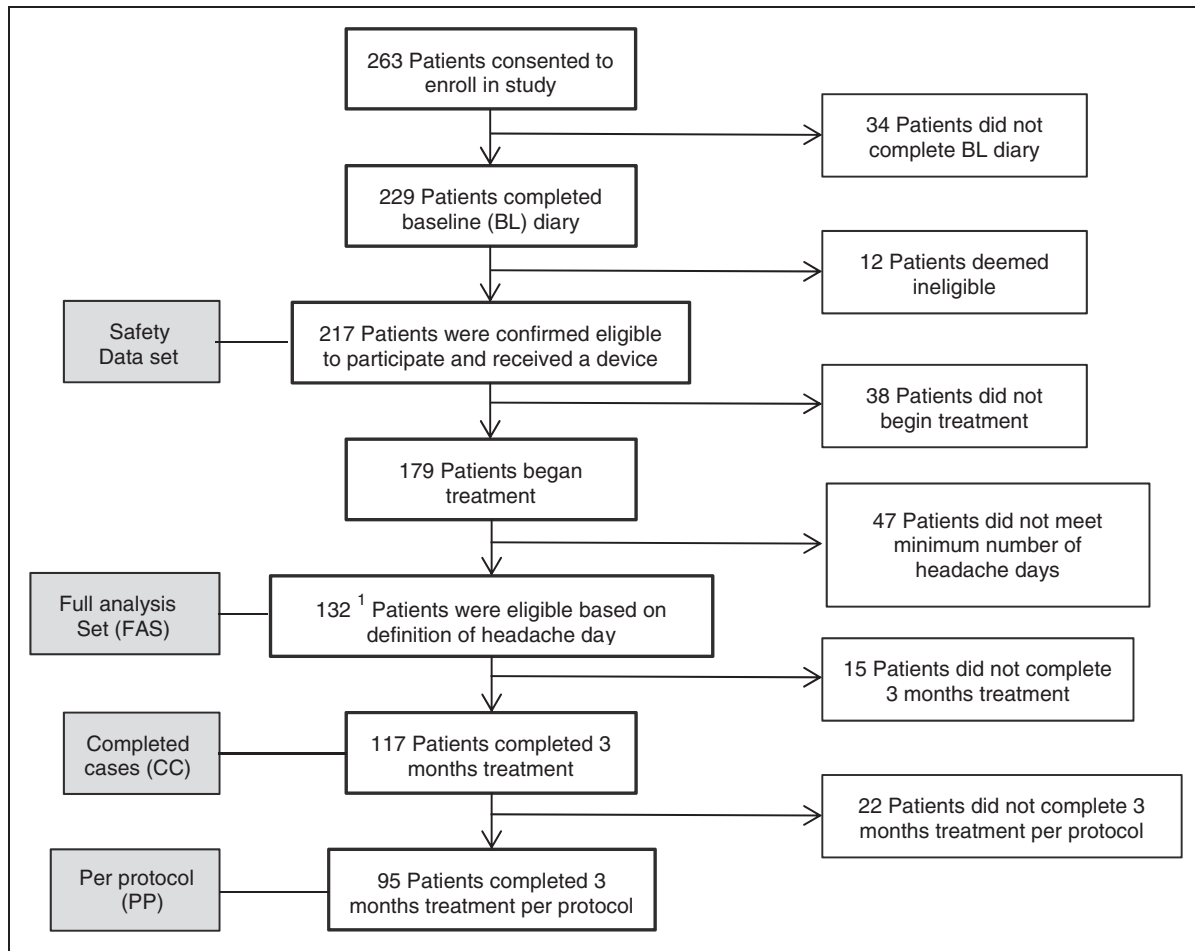 263 Patients consented to
enroll in study
34 Patients did not
complete BL diary
229 Patients completed
baseline (BL) diary
12 Patients deemed
ineligible
Safety
Data set
217 Patients were confirmed eligible
to participate and received a device
38 Patients did not
begin treatment
179 Patients began
treatment
47 Patients did not meet
minimum number of
headache days
Full analysis
Set (FAS)
132 1 Patients were eligible based on
definition of headache day
15 Patients did not complete
3 months treatment
Completed
cases (CC)
117 Patients completed 3
months treatment
22 Patients did not complete 3
months treatment per protocol
Per protocol
(PP)
95 Patients completed 3
months treatment per protocol